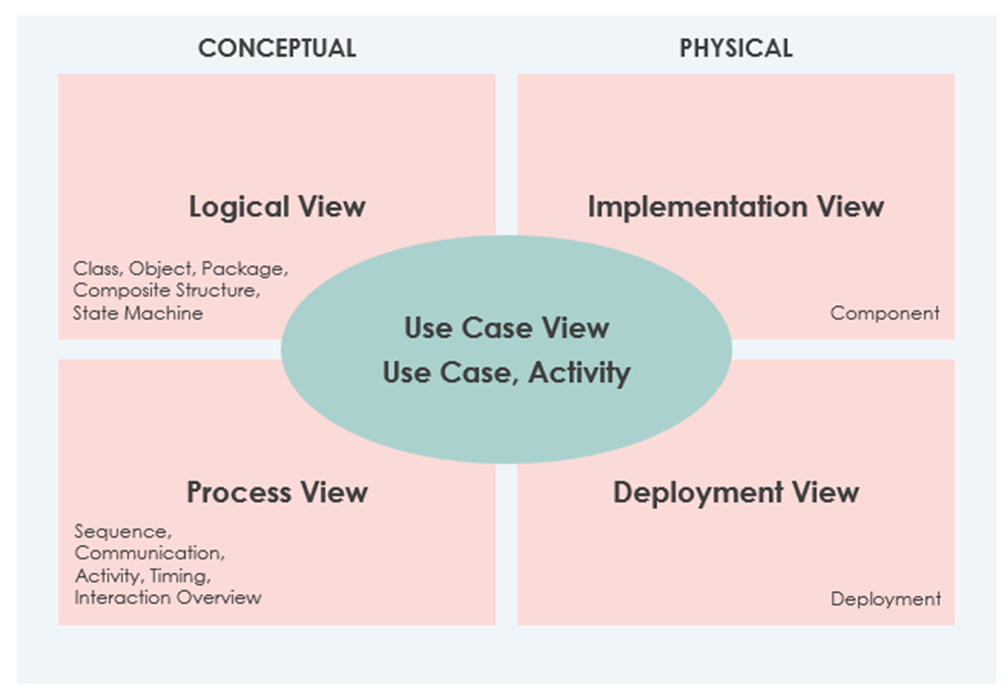 CONCEPTUAL
PHYSICAL
Logical View
Class, Object, Package,
Composite Structure,
State Machine
Implementation View
Component
Use Case View
Use Case, Activity
Process View
Sequence,
Communication,
Activity, Timing,
Interaction Overview
Deployment View
Deployment